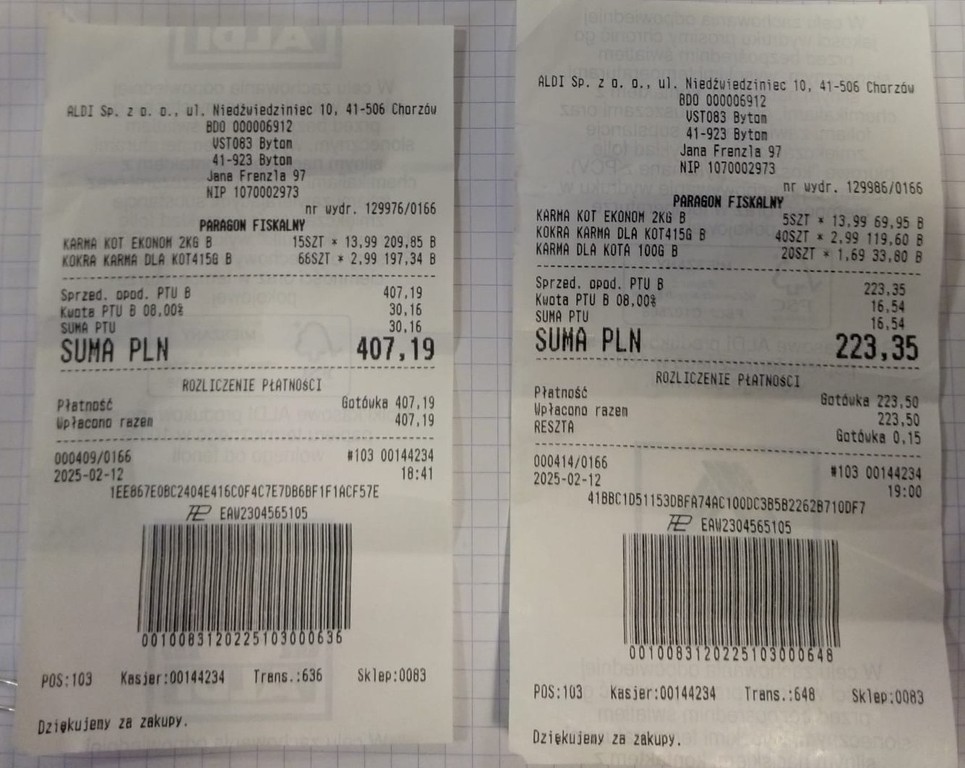 ALDI Sp. z o. o., ul. Niedźwiedziniec 10, 41-506 Chorzów
BDO 000006912
VST083 Bytom
41-923 Bytom
Jana Frenzla 97
NIP 1070002973
nr wydr. 129976/0166
PARAGON FISKALNY
KARMA KOT EKONOM 2KG B 15SZT * 13,99 209,85 B
KOKRA KARMA DLA KOT415G B 66SZT * 2,99 197,34 B
Sprzed. opod. PTU B 407,19
Kwota PTU B 08,00% 30,16
SUMA PTU 30,16
SUMA PLN 407,19
ROZLICZENIE PŁATNOŚCI
Płatność Gotówka 407,19
Wpłacono razem 407,19
000409/0166 #103 00144234
2025-02-12 18:41
1EE867E0BC2404E416C0F4C7E7DB6BF1F1ACF57E
EAW2304565105
0010083120225103000636
POS:103 Kasjer:00144234 Trans.:636 Sklep:0083
Dziękujemy za zakupy.
ALDI Sp. z o. o., ul. Niedźwiedziniec 10, 41-506 Chorzów
BDO 000006912
VST083 Bytom
41-923 Bytom
Jana Frenzla 97
NIP 1070002973
nr wydr. 129986/0166
PARAGON FISKALNY
KARMA KOT EKONOM 2KG B 5SZT * 13,99 69,95 B
KOKRA KARMA DLA KOT415G B 40SZT * 2,99 119,60 B
KARMA DLA KOTA 100G B 20SZT * 1,69 33,80 B
Sprzed. opod. PTU B 223,35
Kwota PTU B 08,00% 16,54
SUMA PTU 16,54
SUMA PLN 223,35
ROZLICZENIE PŁATNOŚCI
Płatność Gotówka 223,50
Wpłacono razem 223,50
RESZTA Gotówka 0,15
000414/0166 #103 00144234
2025-02-12 19:00
41BBC1D51153DBFA74AC100DC3B5B2262B710DF7
EAW2304565105
0010083120225103000648
POS:103 Kasjer:00144234 Trans.:648 Sklep:0083
Dziękujemy za zakupy.